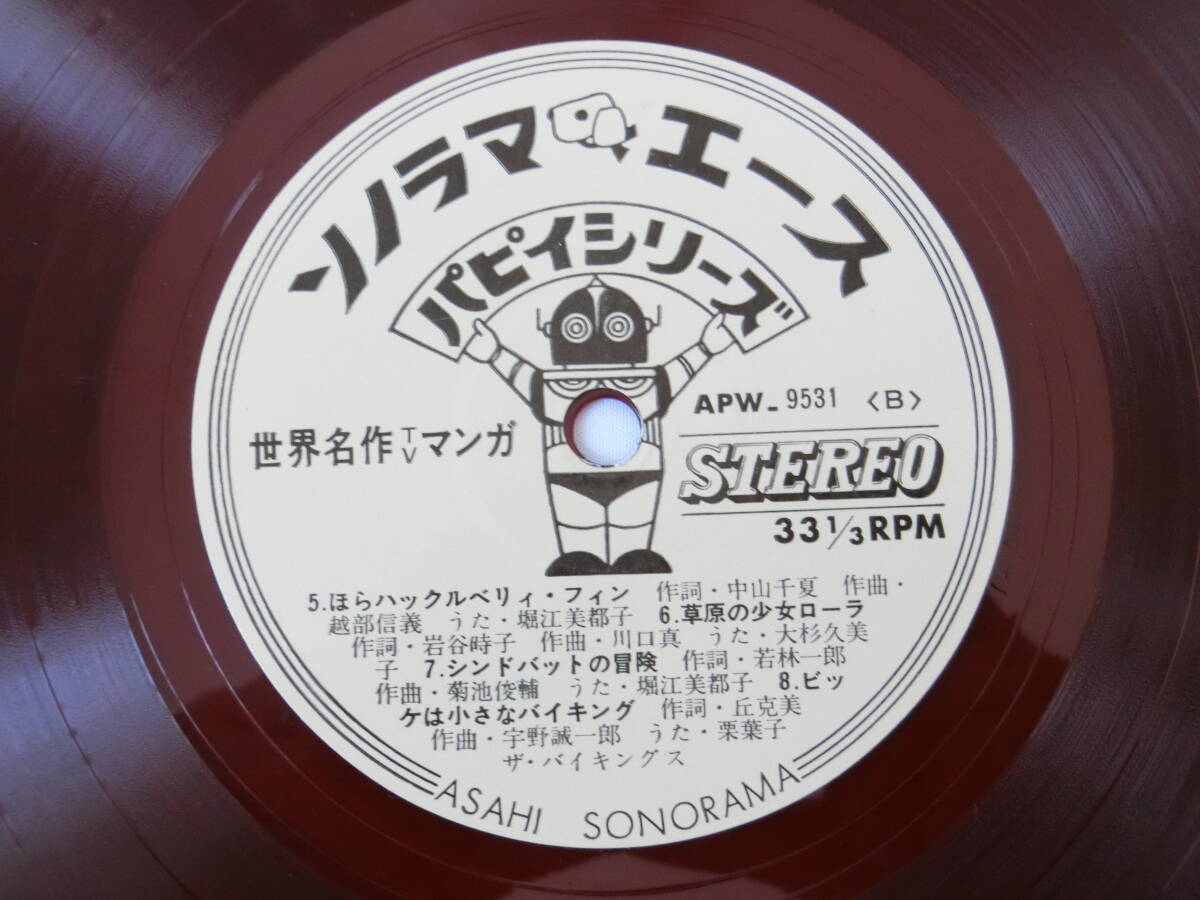 ソノラマエース
パピイシリーズ
APW-9531 〈B〉
世界名作TVマンガ
STEREO
33 1/3 RPM
5.ほらハックルベリィ・フィン 作詞・中山千夏 作曲・
越部信義 うた・堀江美都子 6.草原の少女ローラ
作詞・岩谷時子 作曲・川口真 うた・大杉久美
子 7.シンドバットの冒険 作詞・若林一郎
作曲・菊池俊輔 うた・堀江美都子 8.ビッ
ケは小さなバイキング 作詞・丘克美
作曲・宇野誠一郎 うた・栗葉子
ザ・バイキングス
ASAHI SONORAMA